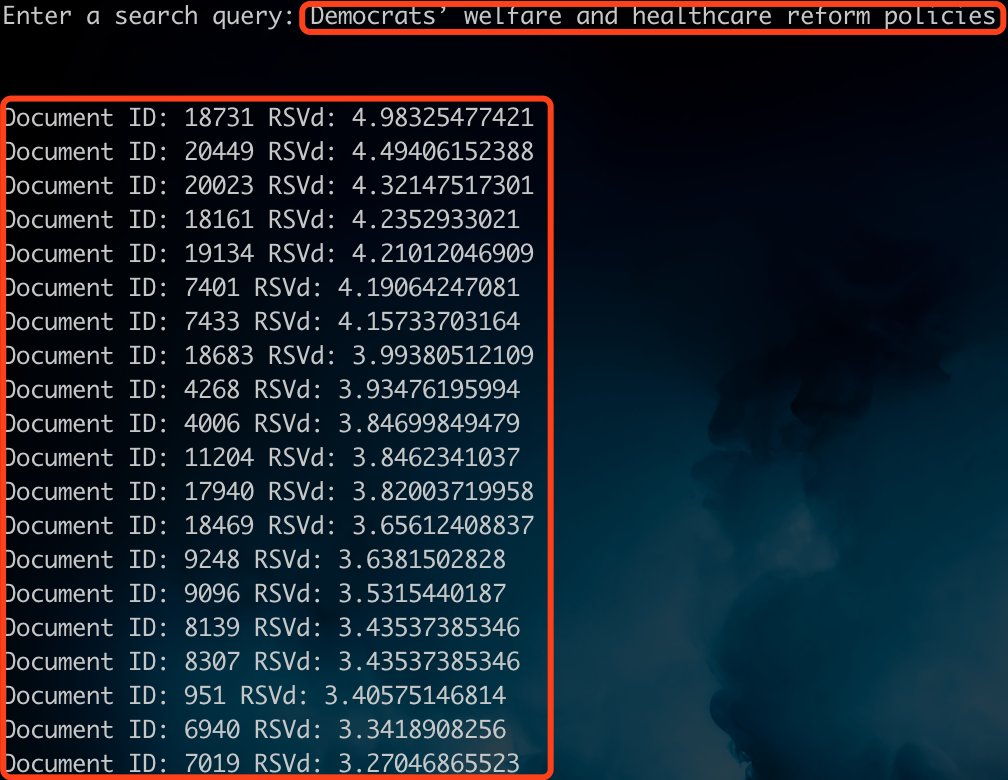 Enter a search query: Democrats’ welfare and healthcare reform policies
Document ID: 18731 RSVd: 4.98325477421
Document ID: 20449 RSVd: 4.49406152388
Document ID: 20023 RSVd: 4.32147517301
Document ID: 18161 RSVd: 4.2352933021
Document ID: 19134 RSVd: 4.21012046909
Document ID: 7401 RSVd: 4.19064247081
Document ID: 7433 RSVd: 4.15733703164
Document ID: 18683 RSVd: 3.99380512109
Document ID: 4268 RSVd: 3.93476195994
Document ID: 4006 RSVd: 3.84699849479
Document ID: 11204 RSVd: 3.8462341037
Document ID: 17940 RSVd: 3.82003719958
Document ID: 18469 RSVd: 3.65612408837
Document ID: 9248 RSVd: 3.6381502828
Document ID: 9096 RSVd: 3.5315440187
Document ID: 8139 RSVd: 3.43537385346
Document ID: 8307 RSVd: 3.43537385346
Document ID: 951 RSVd: 3.40575146814
Document ID: 6940 RSVd: 3.3418908256
Document ID: 7019 RSVd: 3.27046865523